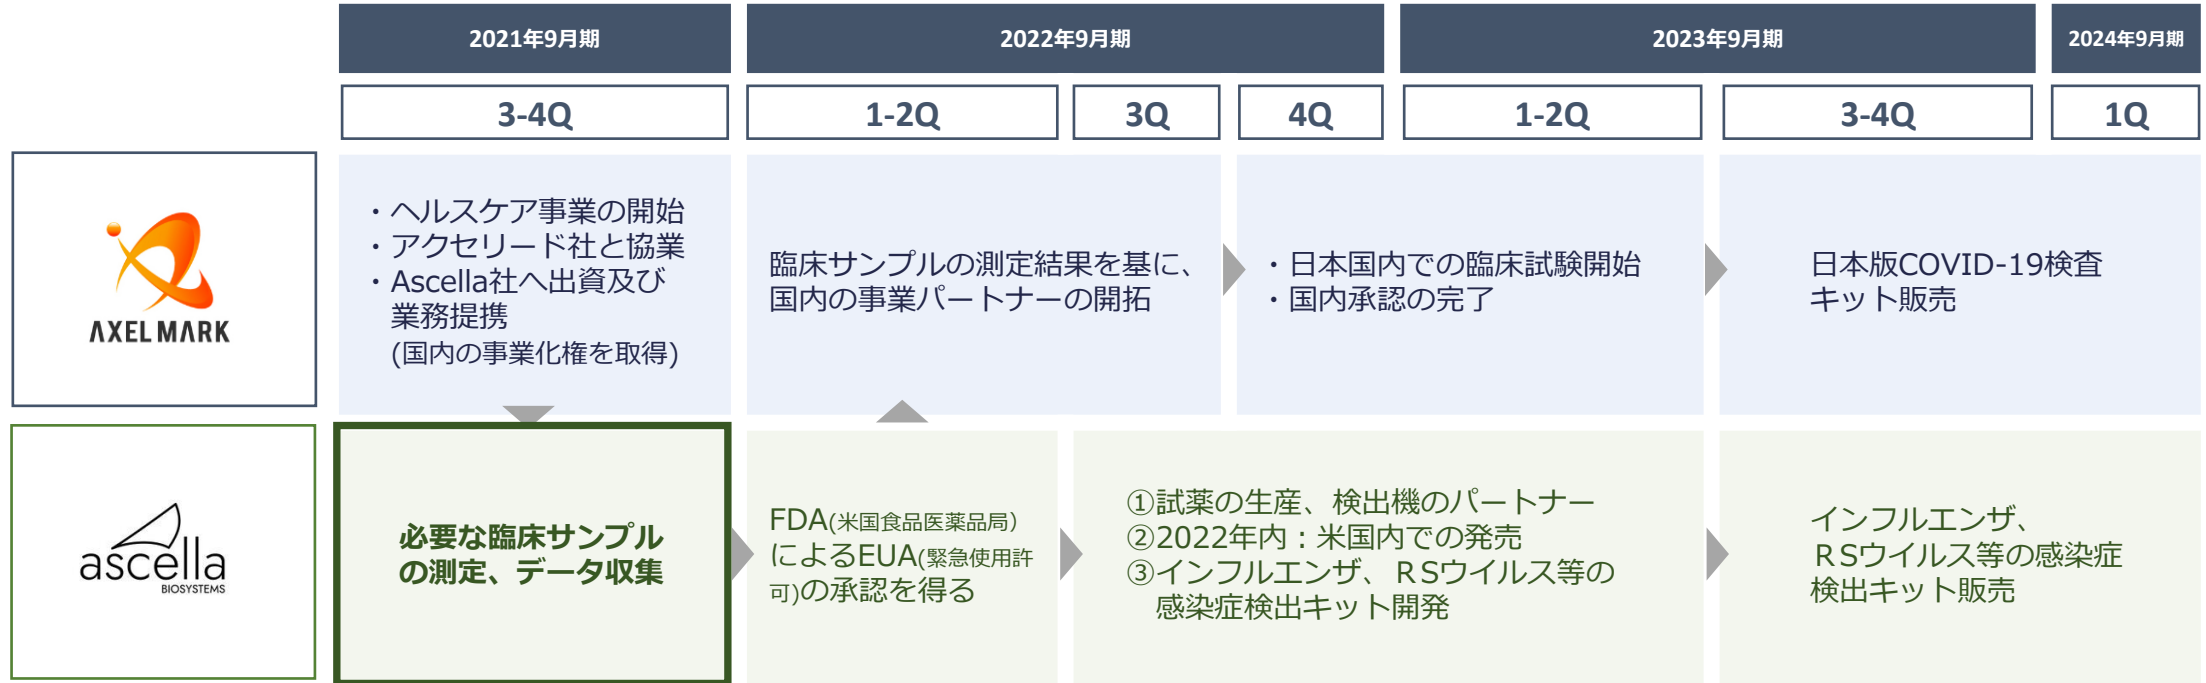 2021年9月期
2022年9月期
2023年9月期
2024年9月期
3-4Q
1-2Q
3Q
4Q
1-2Q
3-4Q
1Q
AXEL MARK
・ヘルスケア事業の開始
・アクセリード社と協業
・Ascella社へ出資及び
業務提携
(国内の事業化権を取得)
臨床サンプルの測定結果を基に、
国内の事業パートナーの開拓
・日本国内での臨床試験開始
・国内承認の完了
日本版COVID-19検査
キット販売
ascella
BIOSYSTEMS
必要な臨床サンプル
の測定、データ収集
FDA(米国食品医薬品局）
によるEUA(緊急使用許
可)の承認を得る
①試薬の生産、検出機のパートナー
②2022年内：米国内での発売
③インフルエンザ、ＲＳウイルス等の
感染症検出キット開発
インフルエンザ、
ＲＳウイルス等の感染症
検出キット販売